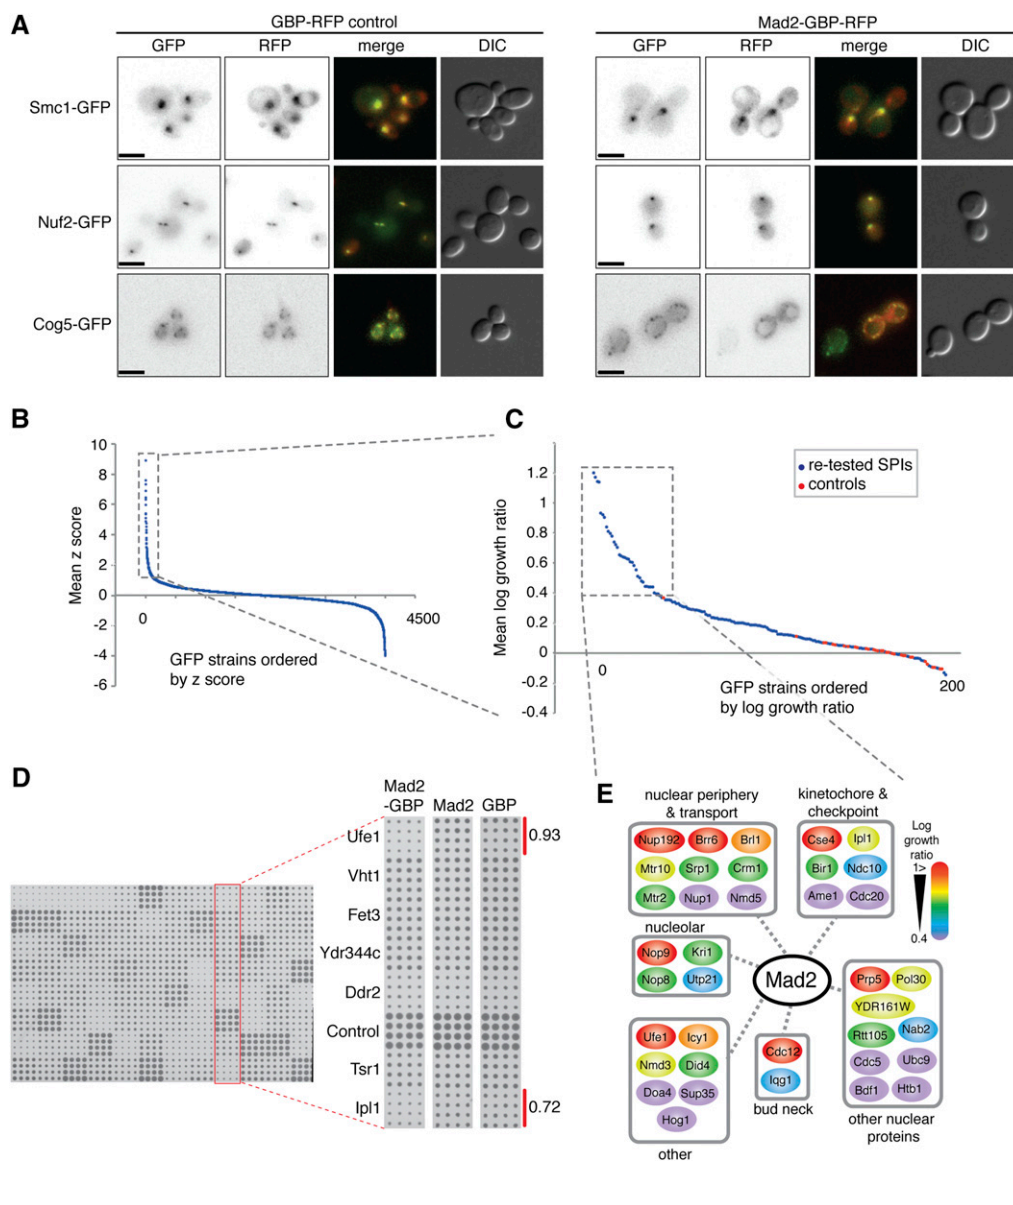 A
GBP-RFP control
Mad2-GBP-RFP
GFP
RFP
merge
DIC
GFP
RFP
merge
DIC
Smc1-GFP
Nuf2-GFP
Cog5-GFP
B
10
8
6
4
2
0
-2
-4
-6
Mean z score
0
4500
GFP strains ordered
by z score
C
1.2
1
0.8
0.6
0.4
0.2
0
-0.2
-0.4
Mean log growth ratio
re-tested SPIs
controls
0
200
GFP strains ordered
by log growth ratio
D
Mad2
-GBP
Mad2
GBP
Ufe1
0.93
Vht1
Fet3
Ydr344c
Ddr2
Control
Tsr1
Ipl1
0.72
E
nuclear periphery
& transport
Nup192
Brr6
Brl1
Mtr10
Srp1
Crm1
Mtr2
Nup1
Nmd5
kinetochore &
checkpoint
Cse4
Ipl1
Bir1
Ndc10
Ame1
Cdc20
Log
growth
ratio
1>
0.4
nucleolar
Nop9
Kri1
Nop8
Utp21
Mad2
Prp5
Pol30
YDR161W
Rtt105
Nab2
Cdc5
Ubc9
Bdf1
Htb1
other nuclear
proteins
Ufe1
Icy1
Nmd3
Did4
Doa4
Sup35
Hog1
other
Cdc12
Iqg1
bud neck